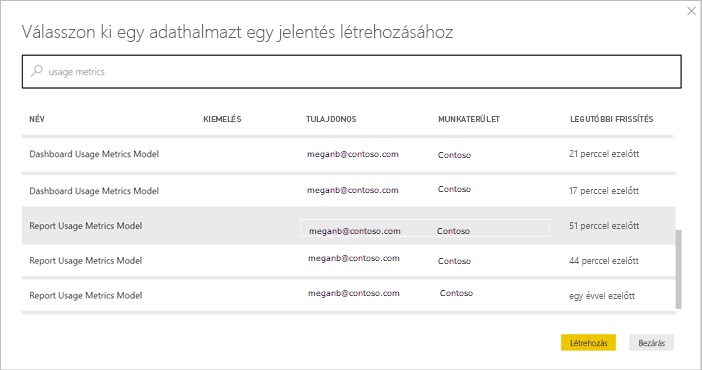 Válasszon ki egy adathalmazt egy jelentés létrehozásához
usage metrics
NÉV KIEMELÉS TULAJDONOS MUNKATERÜLET LEGUTÓBBI FRISSÍTÉS
Dashboard Usage Metrics Model meganb@contoso.com Contoso 21 perccel ezelőtt
Dashboard Usage Metrics Model meganb@contoso.com Contoso 17 perccel ezelőtt
Report Usage Metrics Model meganb@contoso.com Contoso 51 perccel ezelőtt
Report Usage Metrics Model meganb@contoso.com Contoso 44 perccel ezelőtt
Report Usage Metrics Model meganb@contoso.com Contoso egy évvel ezelőtt
Létrehozás Bezárás